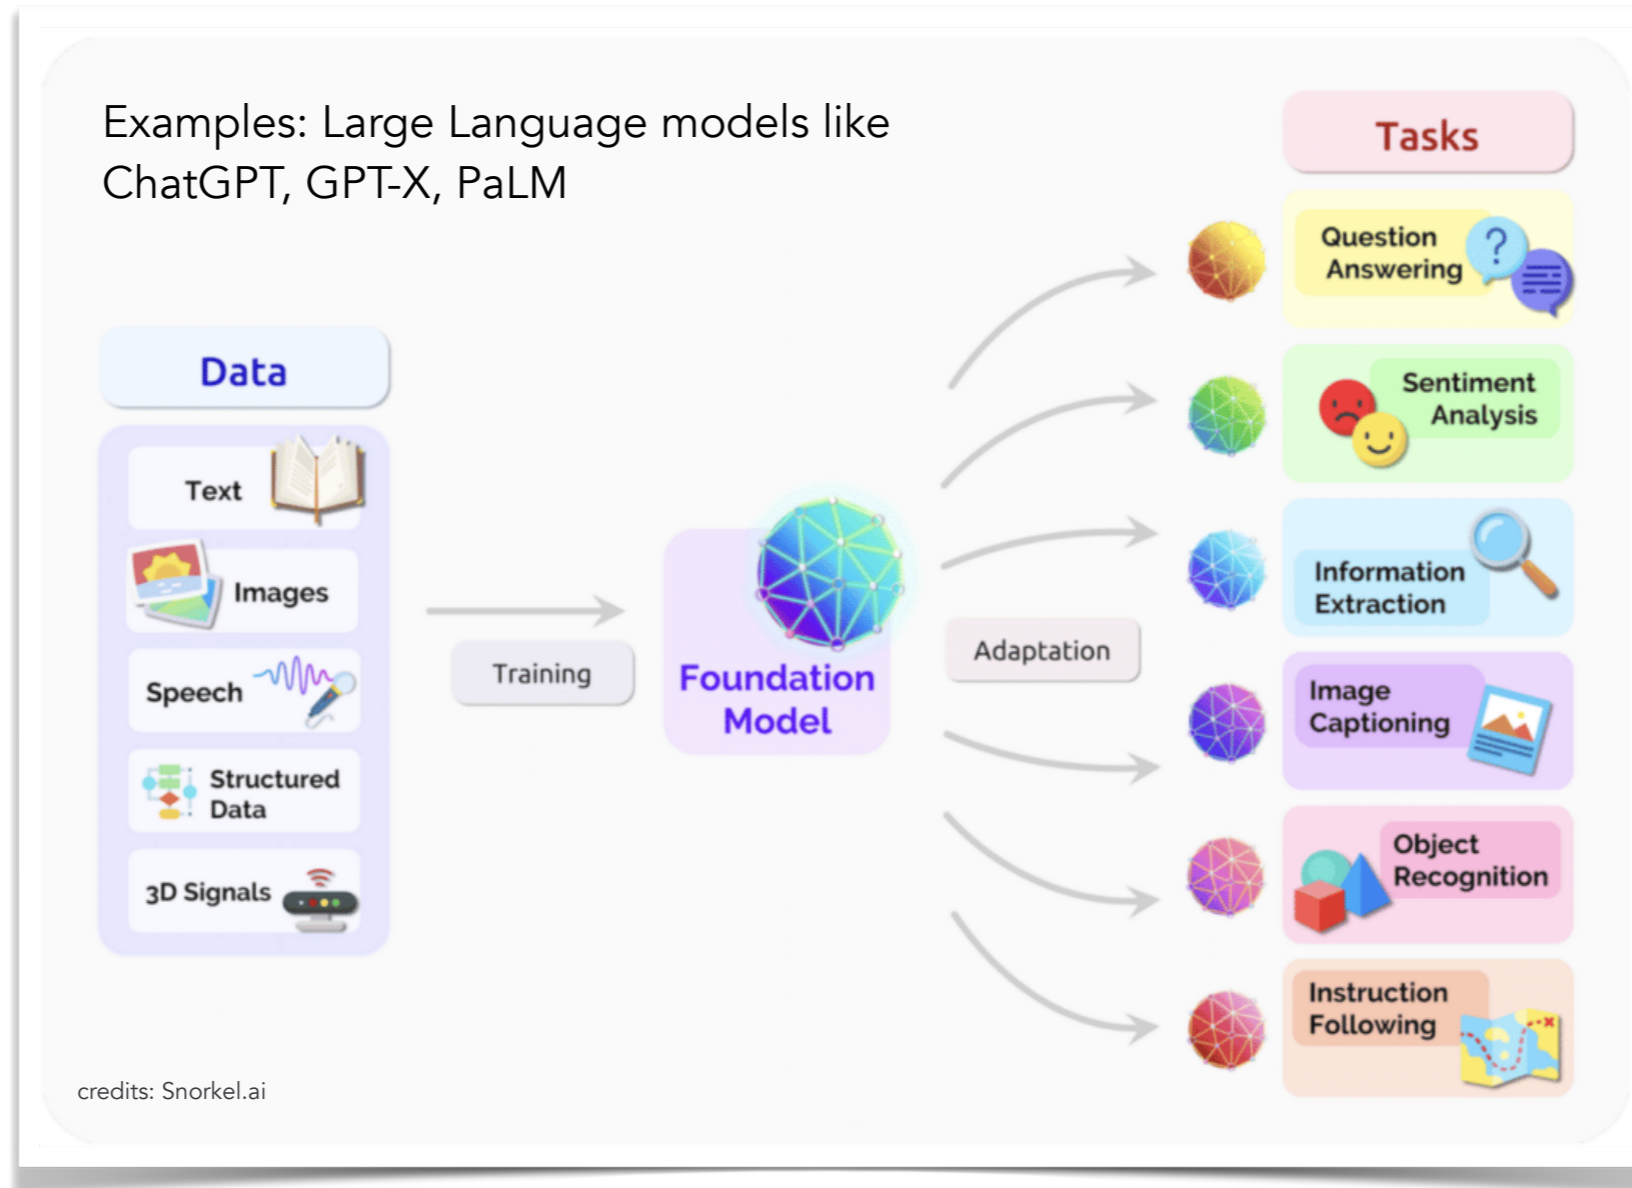 Examples: Large Language models like
ChatGPT, GPT-X, PaLM
Data
Text
Images
Speech
Structured
Data
3D Signals
Training
Foundation
Model
Adaptation
Tasks
Question
Answering
?
Sentiment
Analysis
Information
Extraction
Image
Captioning
Object
Recognition
Instruction
Following
credits: Snorkel.ai